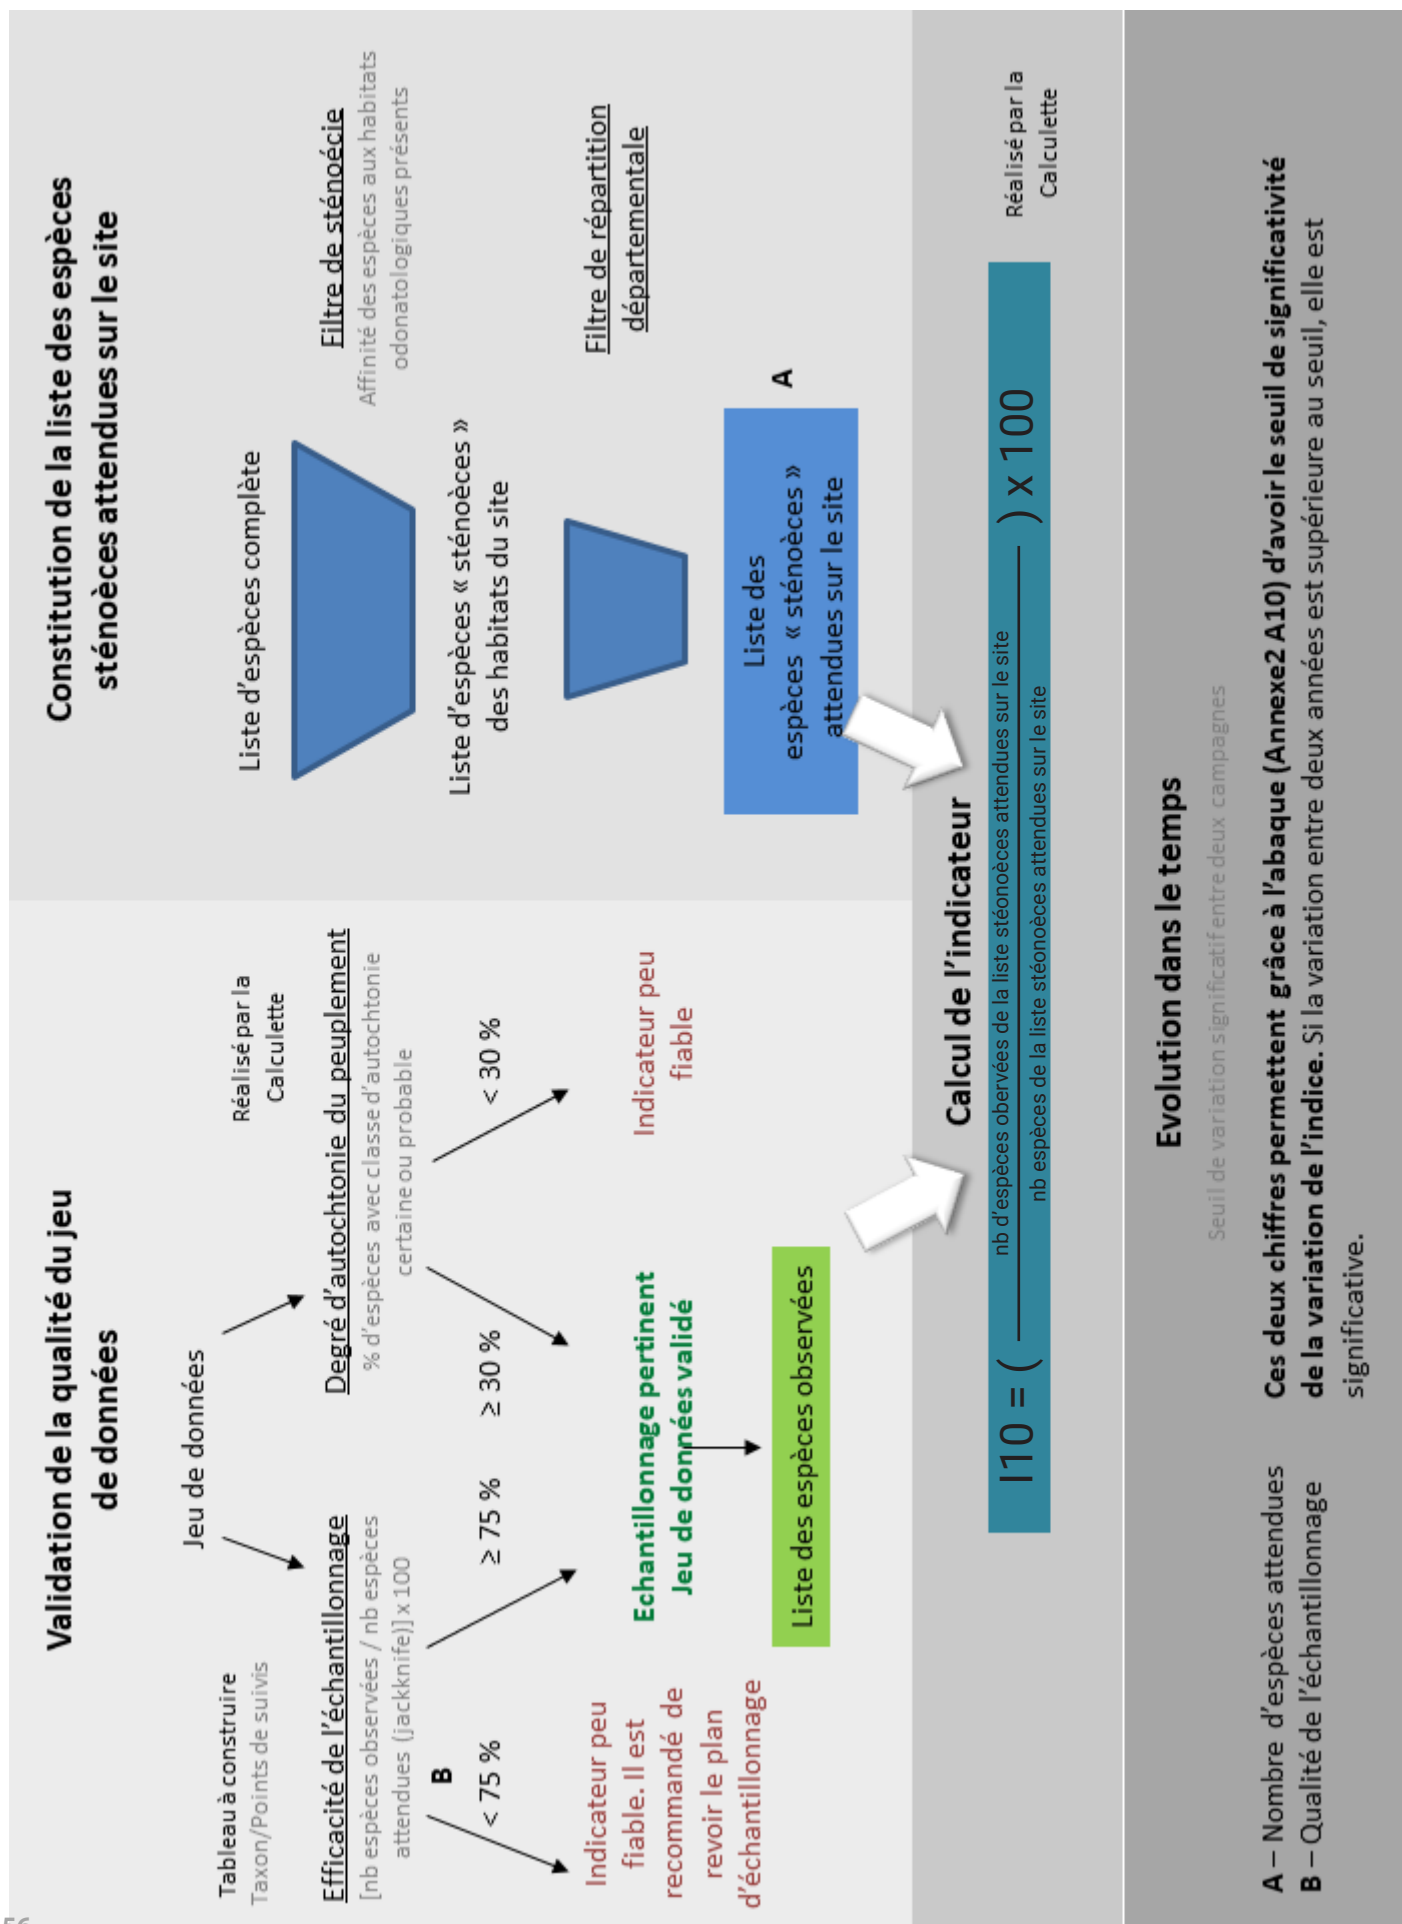 Validation de la qualité du jeu
de données
Jeu de données
Tableau à construire
Taxon/Points de suivis
Réalisé par la
Calculette
Efficacité de l'échantillonnage
[nb espèces observées / nb espèces
attendues (jackknife)] x 100
B
Degré d'autochtonie du peuplement
% d'espèces avec classe d'autochtonie
certaine ou probable
< 75 %
≥ 75 %
≥ 30 %
< 30 %
Indicateur peu
fiable. Il est
recommandé de
revoir le plan
d'échantillonnage
Echantillonnage pertinent
Jeu de données validé
Indicateur peu
fiable
Liste des espèces observées
Constitution de la liste des espèces
sténoèces attendues sur le site
Liste d'espèces complète
Filtre de sténoécie
Affinité des espèces aux habitats
odonatologiques présents
Liste d'espèces « sténoèces »
des habitats du site
Filtre de répartition
départementale
Liste des
espèces « sténoèces »
attendues sur le site
A
Calcul de l'indicateur
I10 = (
nb d'espèces obervées de la liste stéonoèces attendues sur le site
nb espèces de la liste sténoèces attendues sur le site
) x 100
Réalisé par la
Calculette
Evolution dans le temps
Seuil de variation significatif entre deux campagnes
A – Nombre d'espèces attendues
B – Qualité de l'échantillonnage
Ces deux chiffres permettent grâce à l'abaque (Annexe2 A10) d'avoir le seuil de significativité
de la variation de l'indice. Si la variation entre deux années est supérieure au seuil, elle est
significative.